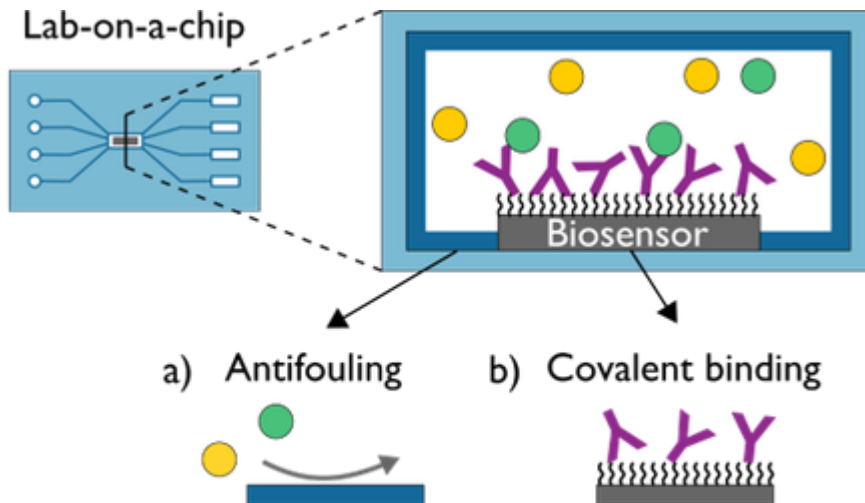 Lab-on-a-chip
Biosensor
a) Antifouling
b) Covalent binding